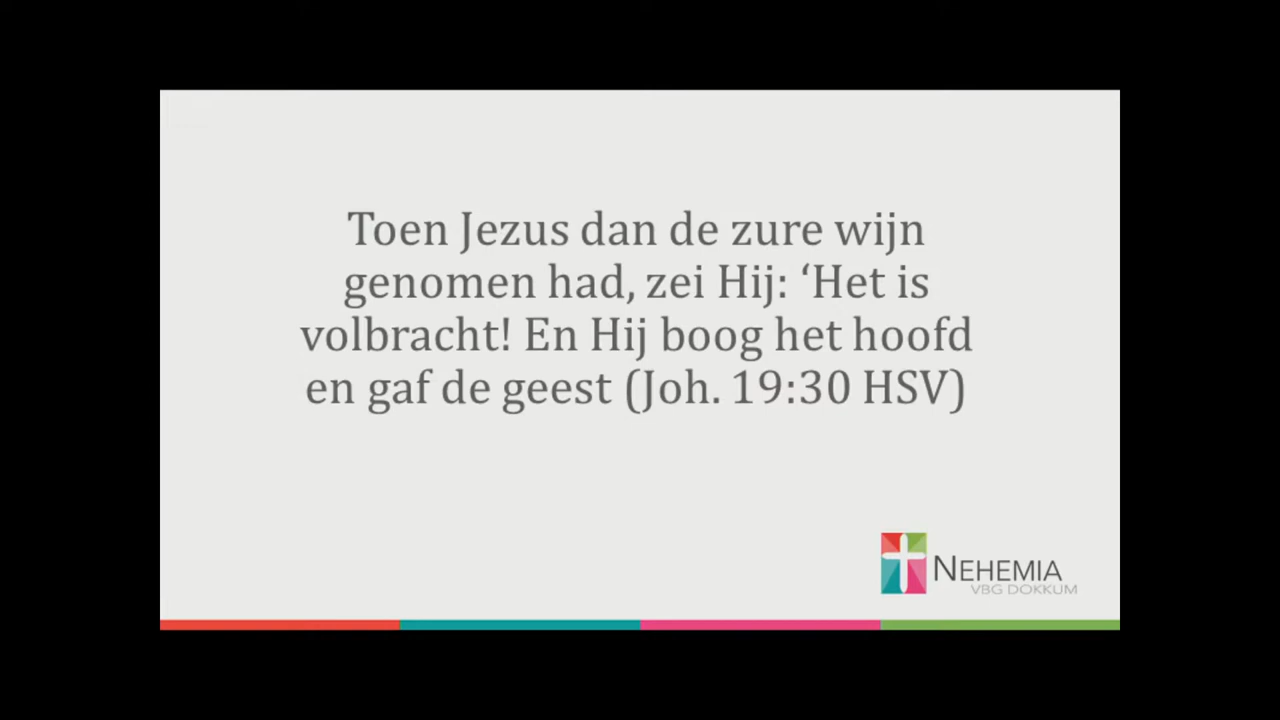 Toen Jezus dan de zure wijn
genomen had, zei Hij: ‘Het is
volbracht! En Hij boog het hoofd
en gaf de geest (Joh. 19:30 HSV)
NEHEMIA
VBG DOKKUM